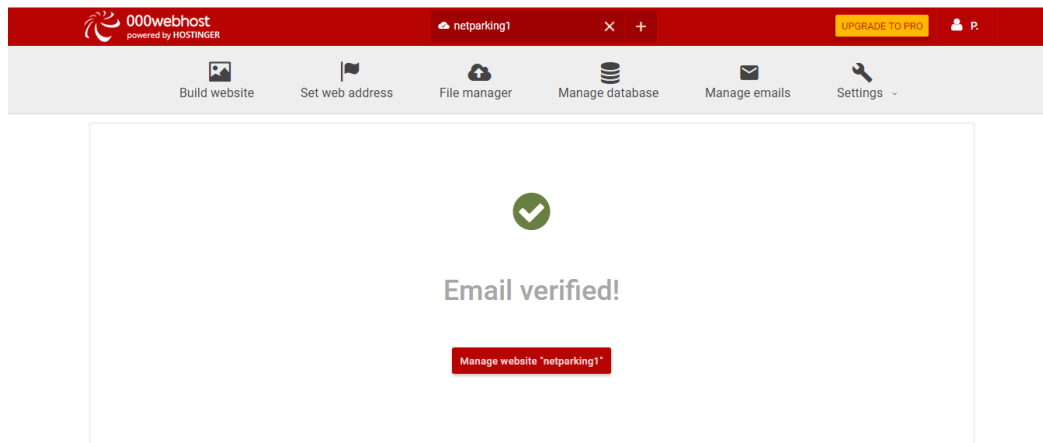 000webhost
powered by HOSTINGER
netparking1
UPGRADE TO PRO
P.
Build website
Set web address
File manager
Manage database
Manage emails
Settings
Email verified!
Manage website "netparking1"